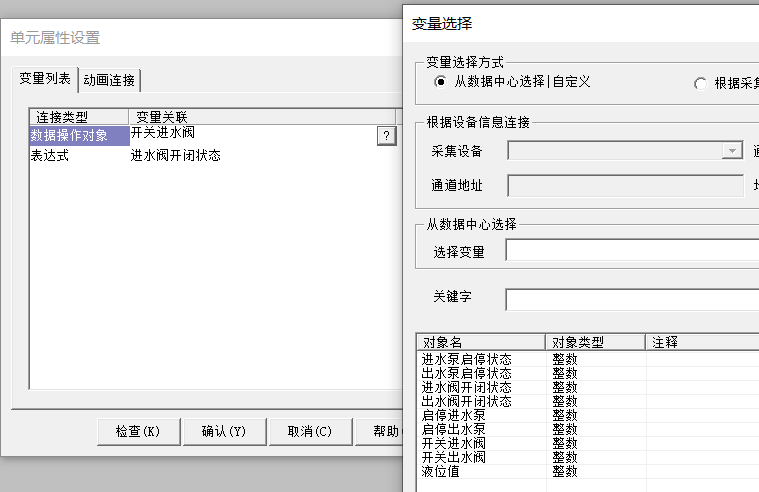 单元属性设置
变量列表 动画连接
连接类型 变量关联
数据操作对象 开关进水阀 ?
表达式 进水阀开闭状态
检查(K) 确认(Y) 取消(C) 帮助(
变量选择
变量选择方式
从数据中心选择|自定义 根据采集
根据设备信息连接
采集设备
通道地址
从数据中心选择
选择变量
关键字
对象名 对象类型 注释
进水泵启停状态 整数
出水泵启停状态 整数
进水阀开闭状态 整数
出水阀开闭状态 整数
启停进水泵 整数
启停出水泵 整数
开关进水阀 整数
开关出水阀 整数
液位值 整数